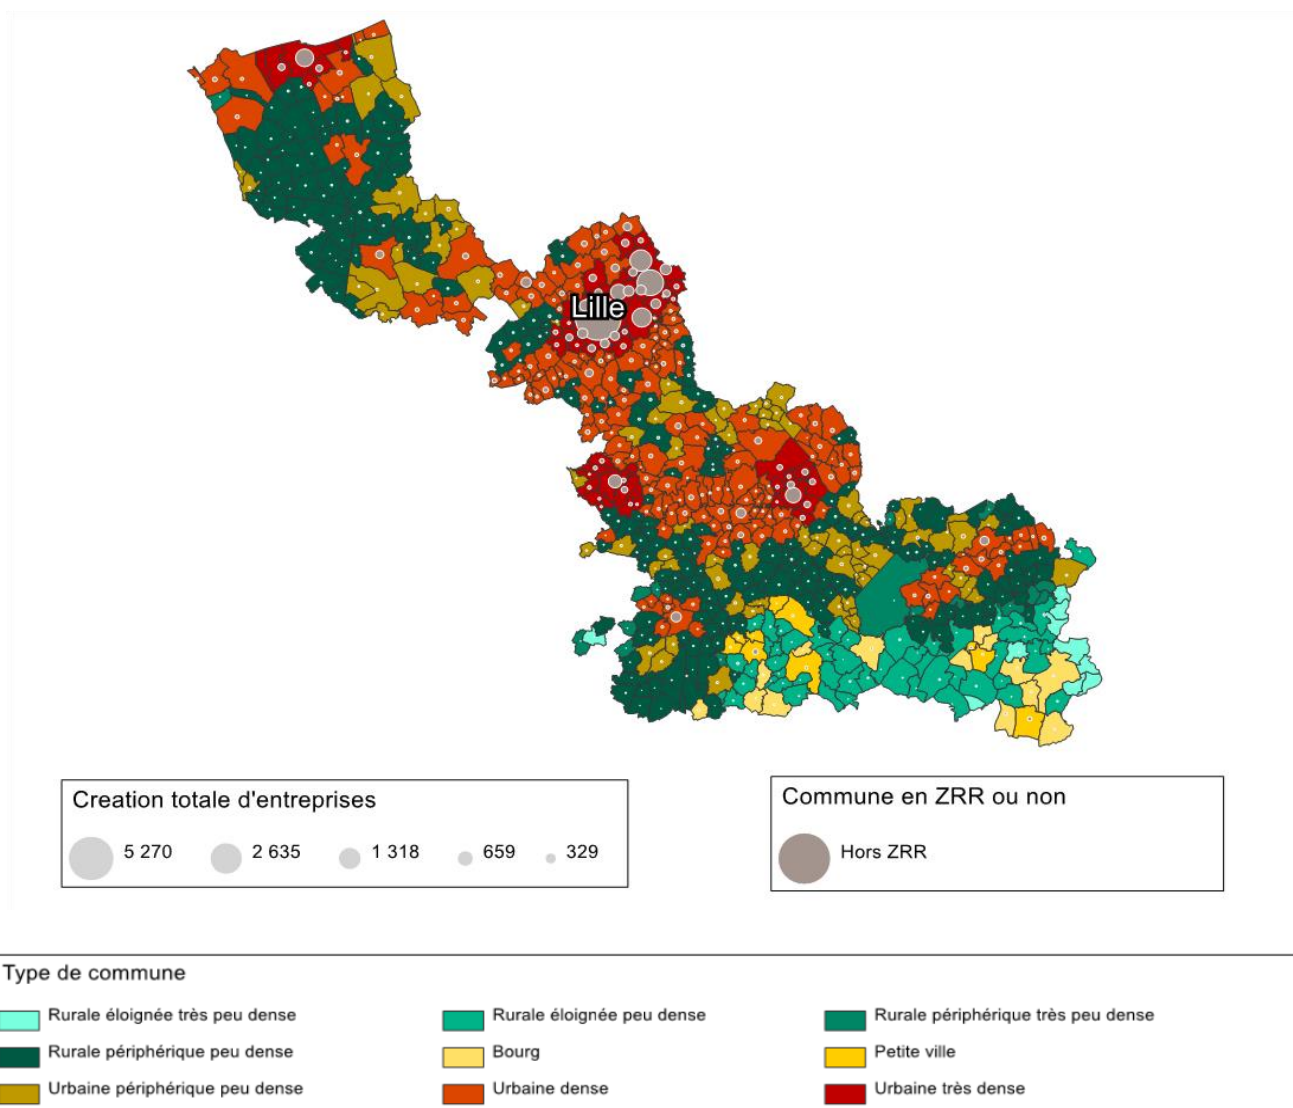 Lille
Creation totale d'entreprises
5 270 2 635 1 318 659 329
Commune en ZRR ou non
Hors ZRR
Type de commune
Rurale éloignée très peu dense Rurale éloignée peu dense Rurale périphérique très peu dense
Rurale périphérique peu dense Bourg Petite ville
Urbaine périphérique peu dense Urbaine dense Urbaine très dense